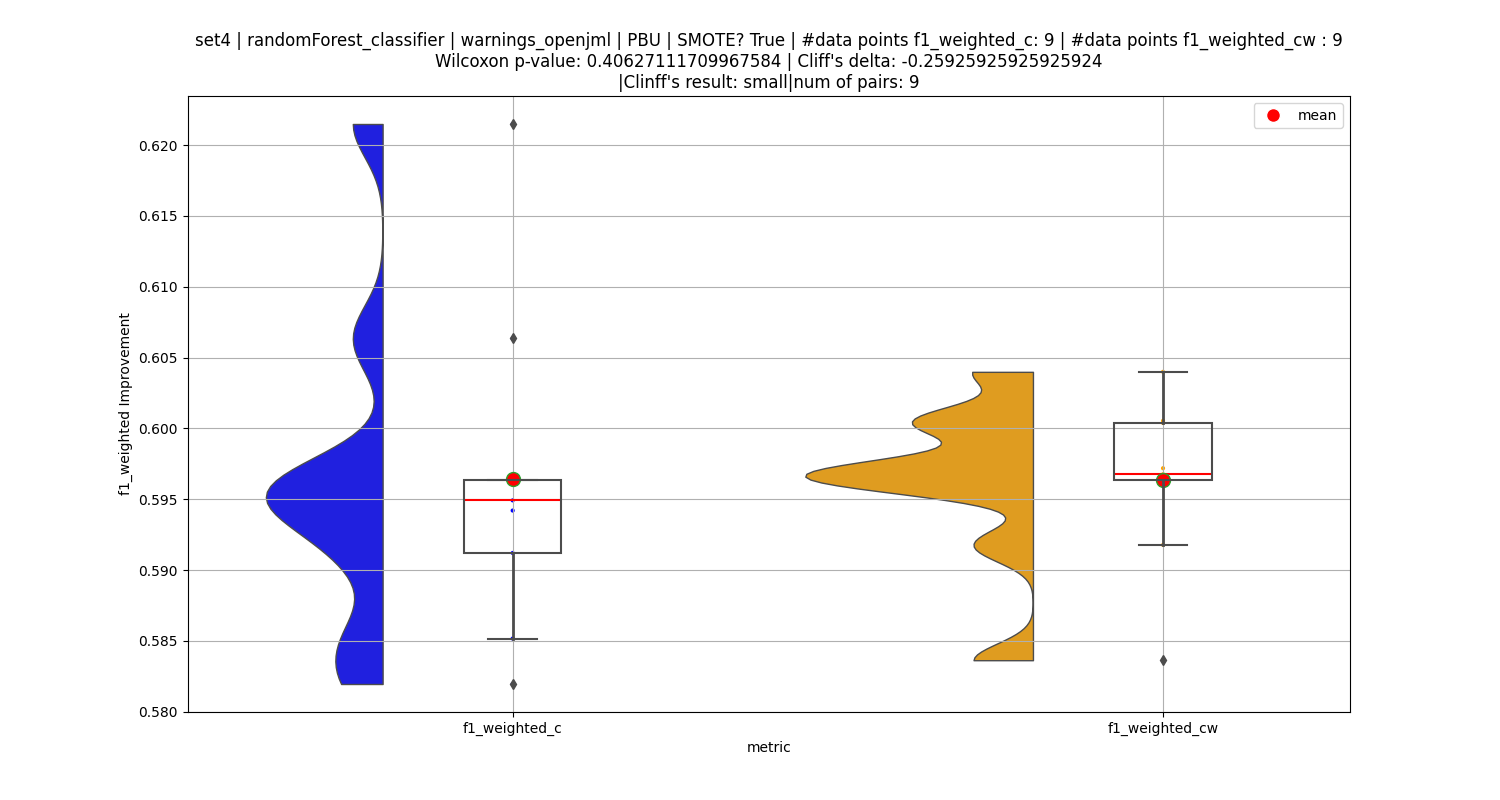 set4 | randomForest_classifier | warnings_openjml | PBU | SMOTE? True | #data points f1_weighted_c: 9 | #data points f1_weighted_cw : 9
Wilcoxon p-value: 0.40627111709967584 | Cliff's delta: -0.25925925925925924
|Clinff's result: small|num of pairs: 9
mean
0.620
0.615
0.610
0.605
0.600
0.595
0.590
0.585
0.580
f1_weighted Improvement
f1_weighted_c
f1_weighted_cw
metric